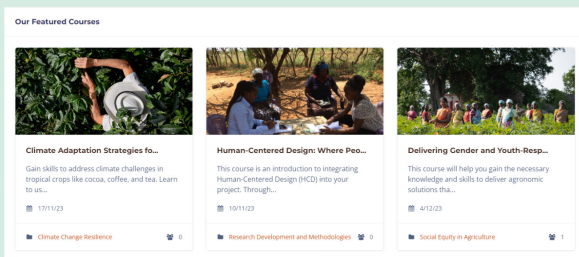 Our Featured Courses
Climate Adaptation Strategies fo...
Gain skills to address climate challenges in
tropical crops like cocoa, coffee, and tea. Learn
to us...
17/11/23
Climate Change Resilience 0
Human-Centered Design: Where Peo...
This course is an introduction to integrating
Human-Centered Design (HCD) into your
project. Through...
10/11/23
Research Development and Methodologies 0
Delivering Gender and Youth-Resp...
This course will help you gain the necessary
knowledge and skills to deliver agronomic
solutions tha...
4/12/23
Social Equity in Agriculture 1